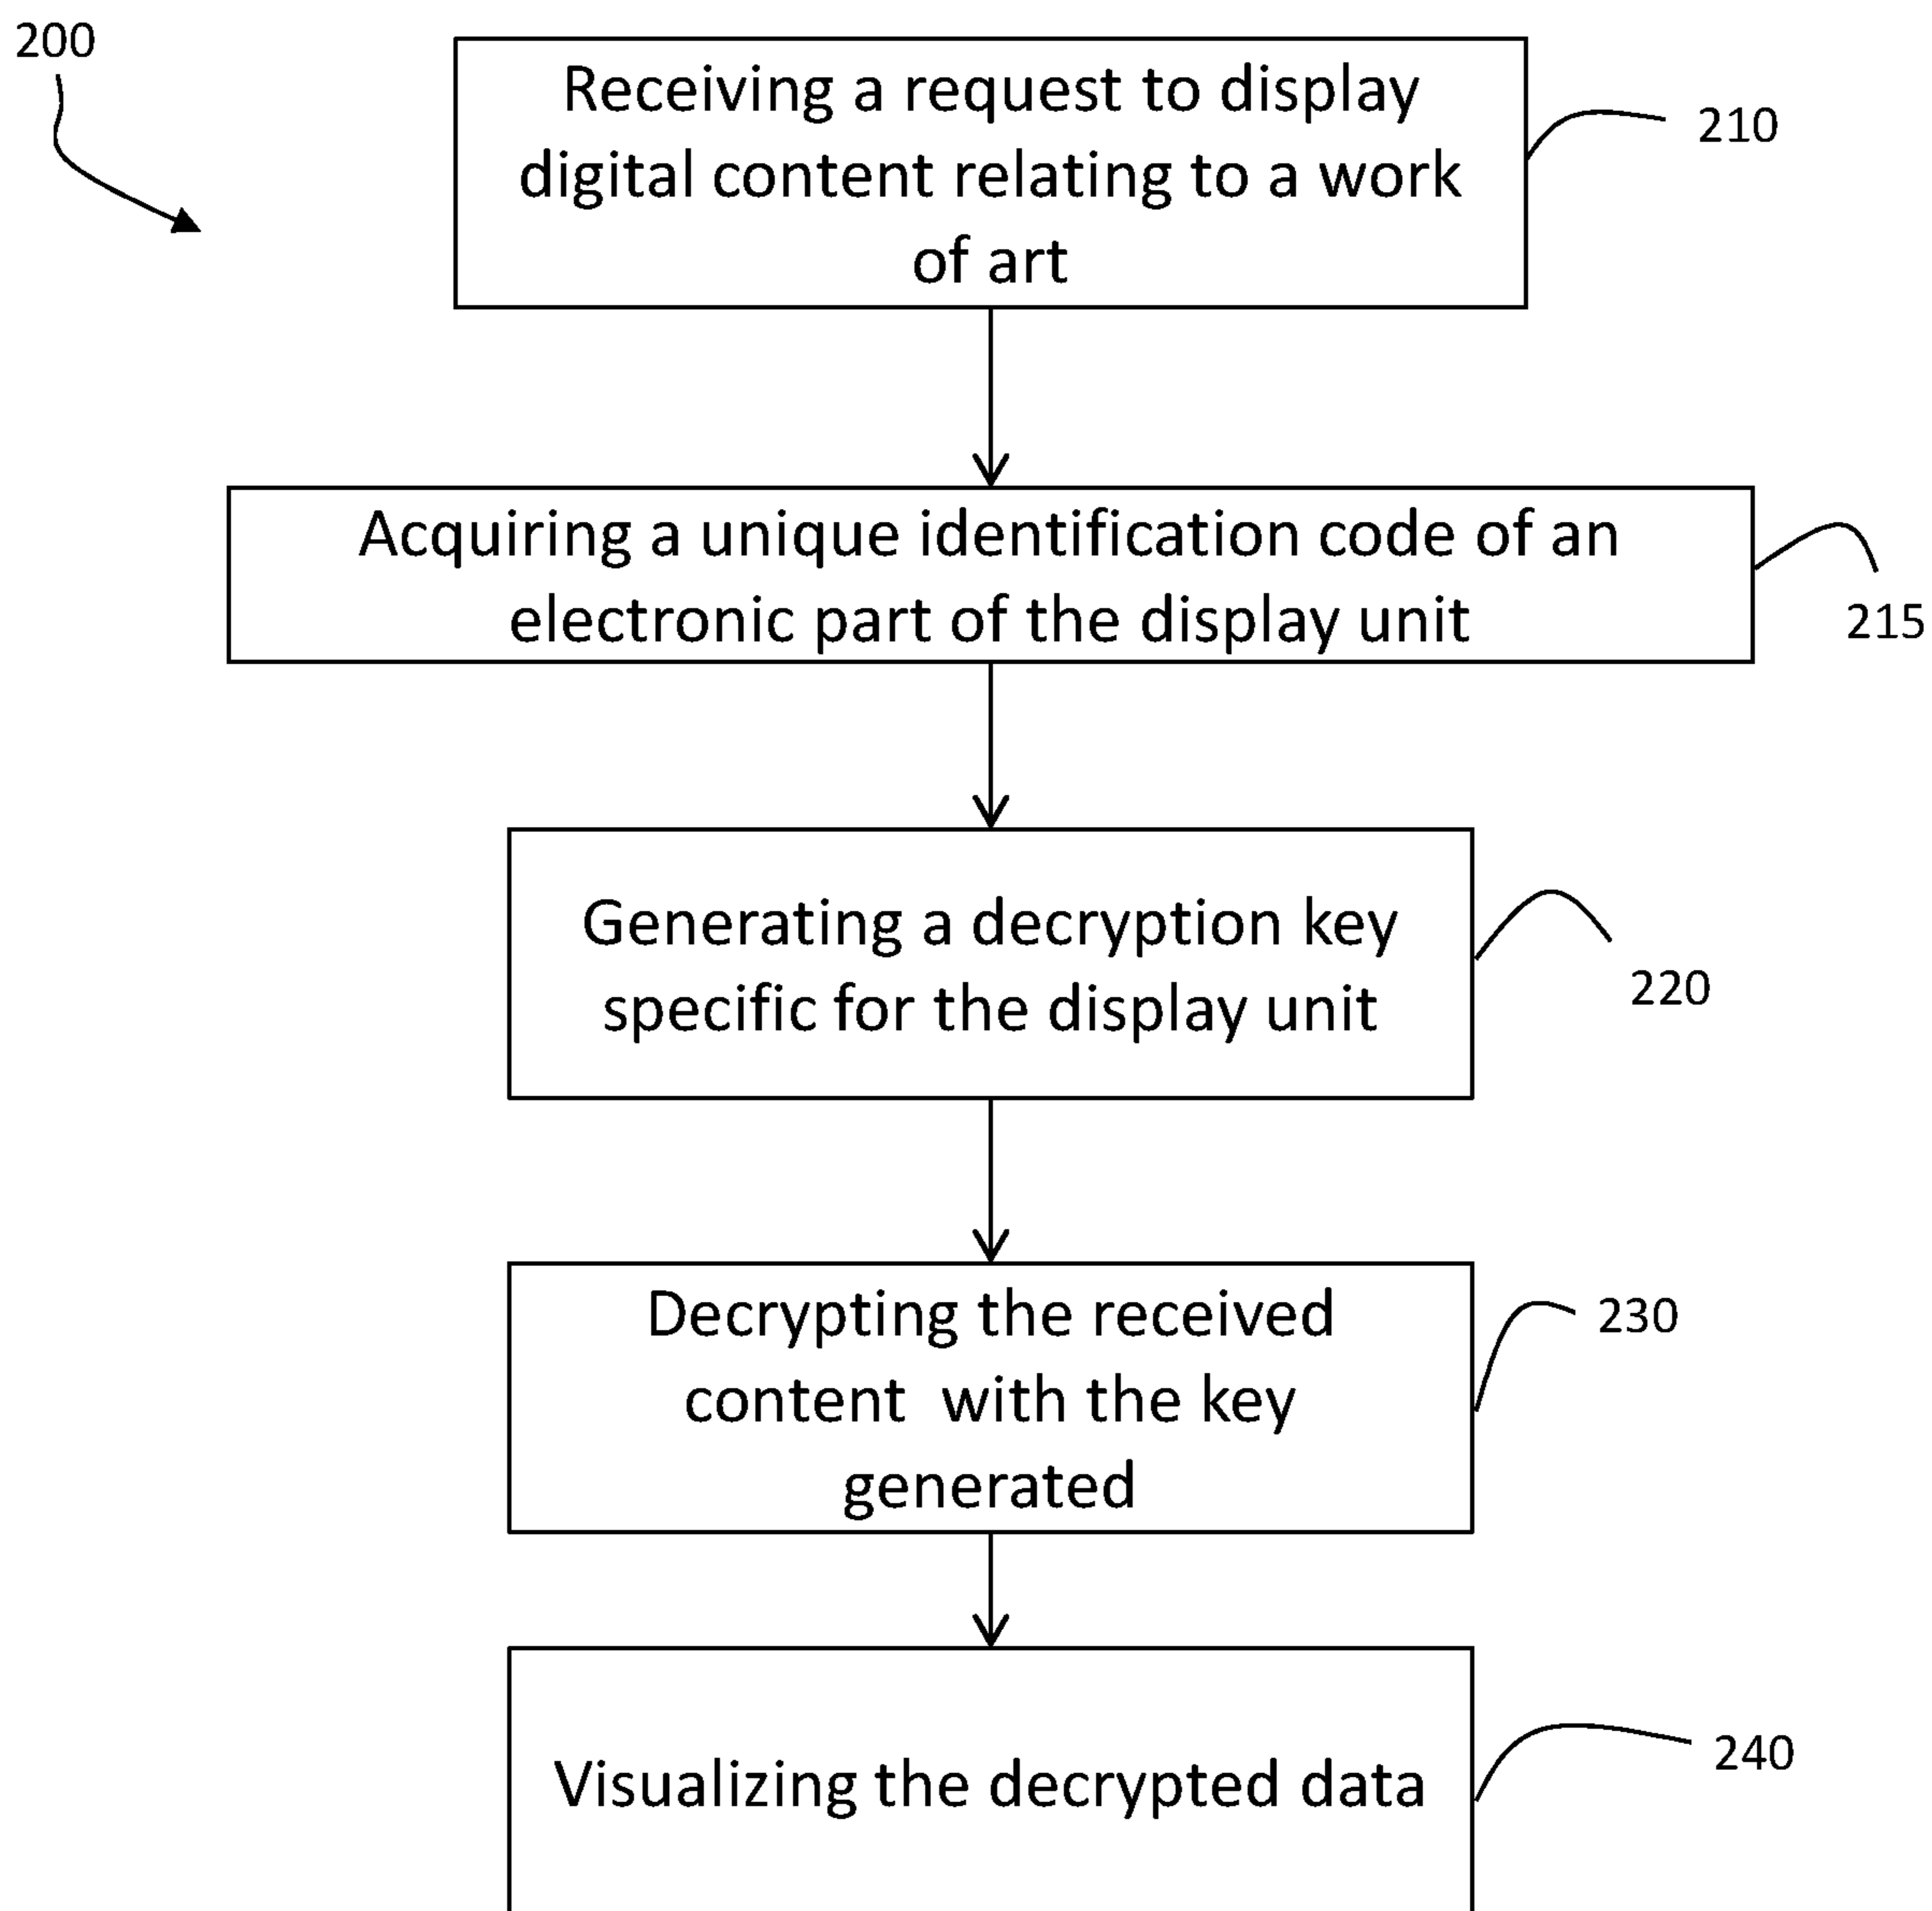 200
Receiving a request to display
digital content relating to a work
of art
210
Acquiring a unique identification code of an
electronic part of the display unit
215
Generating a decryption key
specific for the display unit
220
Decrypting the received
content  with the key
generated
230
Visualizing the decrypted data
240